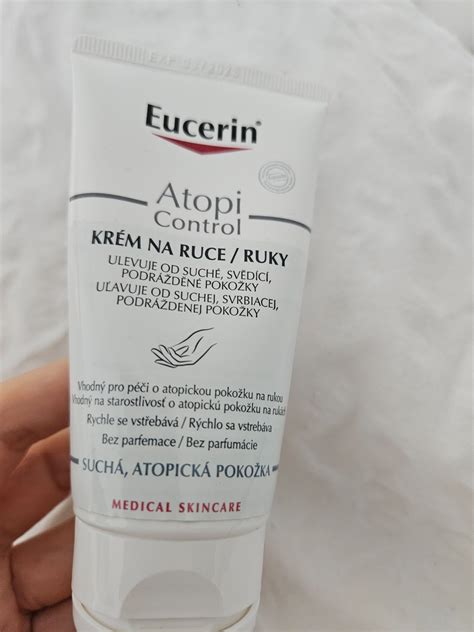 Eucerin®
Atopi
Control
KRÉM NA RUCE / RUKY
ULEVUJE OD SUCHÉ, SVĚDÍCÍ,
PODRÁŽDĚNÉ POKOŽKY
UĽAVUJE OD SUCHEJ, SVRBIACEJ,
PODRÁŽDENEJ POKOŽKY
Vhodný pro péči o atopickou pokožku na rukou
Vhodný na starostlivosť o atopickú pokožku na rukách
Rychle se vstřebává / Rýchlo sa vstrebáva
Bez parfemace / Bez parfumácie
SUCHÁ, ATOPICKÁ POKOŽKA
MEDICAL SKINCARE